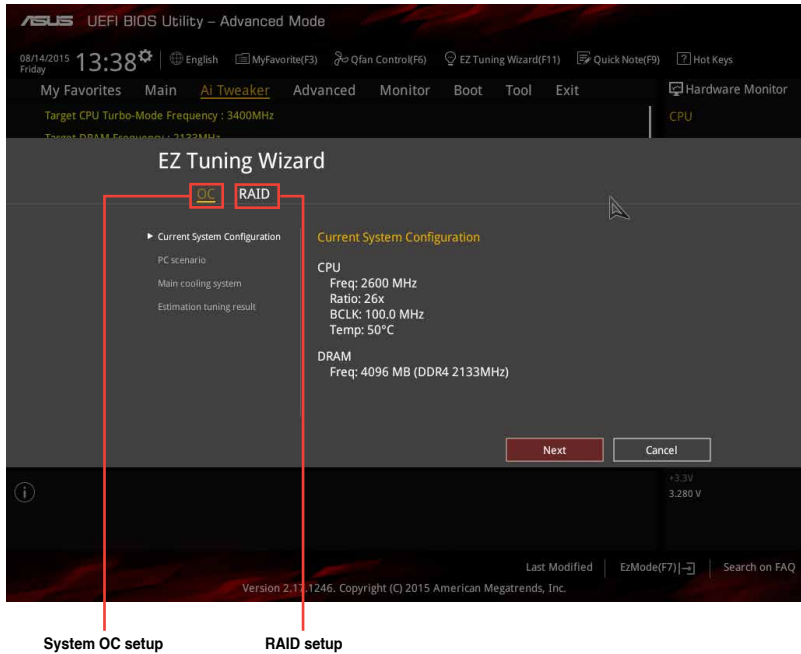 ASUS UEFI BIOS Utility – Advanced Mode
08/14/2015 Friday 13:38 English MyFavorite(F3) Qfan Control(F6) EZ Tuning Wizard(F11) Quick Note(F9) ? Hot Keys
My Favorites Main Ai Tweaker Advanced Monitor Boot Tool Exit Hardware Monitor
Target CPU Turbo-Mode Frequency : 3400MHz CPU
Target DRAM Frequency : 2133MHz
EZ Tuning Wizard
OC RAID
Current System Configuration
PC scenario
Main cooling system
Estimation tuning result
Current System Configuration
CPU
Freq: 2600 MHz
Ratio: 26x
BCLK: 100.0 MHz
Temp: 50°C
DRAM
Freq: 4096 MB (DDR4 2133MHz)
Next Cancel
+3.3V
3.280 V
Last Modified EzMode(F7) Search on FAQ
Version 2.17.1246. Copyright (C) 2015 American Megatrends, Inc.
System OC setup RAID setup